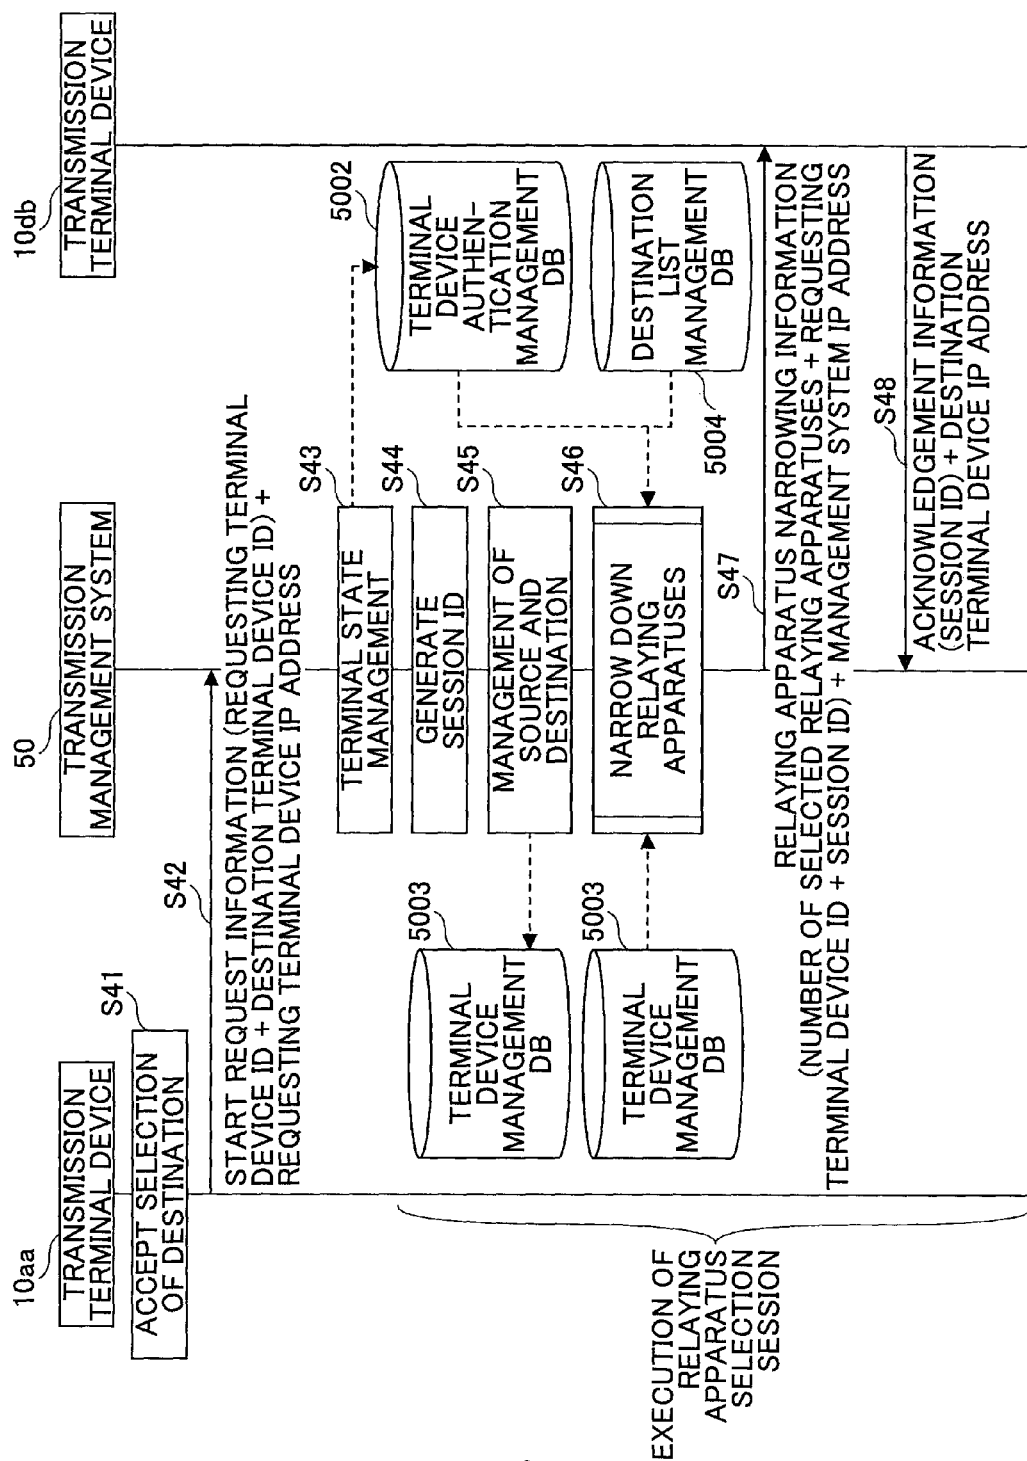 10aa
TRANSMISSION
TERMINAL DEVICE
50
TRANSMISSION
MANAGEMENT SYSTEM
10db
TRANSMISSION
TERMINAL DEVICE
S41
ACCEPT SELECTION
OF DESTINATION
S42
START REQUEST INFORMATION (REQUESTING TERMINAL
DEVICE ID + DESTINATION TERMINAL DEVICE ID) +
REQUESTING TERMINAL DEVICE IP ADDRESS
S43
TERMINAL STATE
MANAGEMENT
5002
TERMINAL
DEVICE
AUTHEN-
TICATION
MANAGEMENT
DB
S44
GENERATE
SESSION ID
5003
TERMINAL
DEVICE
MANAGEMENT
DB
S45
MANAGEMENT OF
SOURCE AND
DESTINATION
5003
TERMINAL
DEVICE
MANAGEMENT
DB
S46
NARROW DOWN
RELAYING
APPARATUSES
DESTINATION
LIST
MANAGEMENT
DB
5004
EXECUTION OF
RELAYING
APPARATUS
SELECTION
SESSION
S47
RELAYING APPARATUS NARROWING INFORMATION
(NUMBER OF SELECTED RELAYING APPARATUSES + REQUESTING
TERMINAL DEVICE ID + SESSION ID) + MANAGEMENT SYSTEM IP ADDRESS
S48
ACKNOWLEDGEMENT INFORMATION
(SESSION ID) + DESTINATION
TERMINAL DEVICE IP ADDRESS